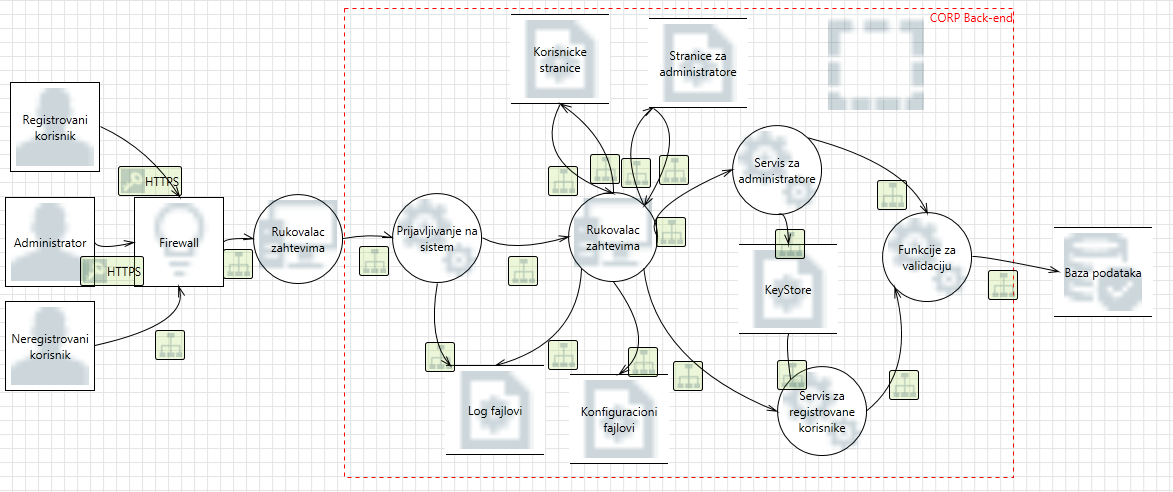 CORP Back-end
Korisnicke
stranice
Stranice za
administratore
Registrovani
korisnik
HTTPS
Administrator
HTTPS
Firewall
Neregistrovani
korisnik
Rukovalac
zahtevima
Prijavljivanje na
sistem
Rukovalac
zahtevima
Servis za
administratore
Funkcije za
validaciju
Baza podataka
KeyStore
Log fajlovi
Konfiguracioni
fajlovi
Servis za
registrovane
korisnike